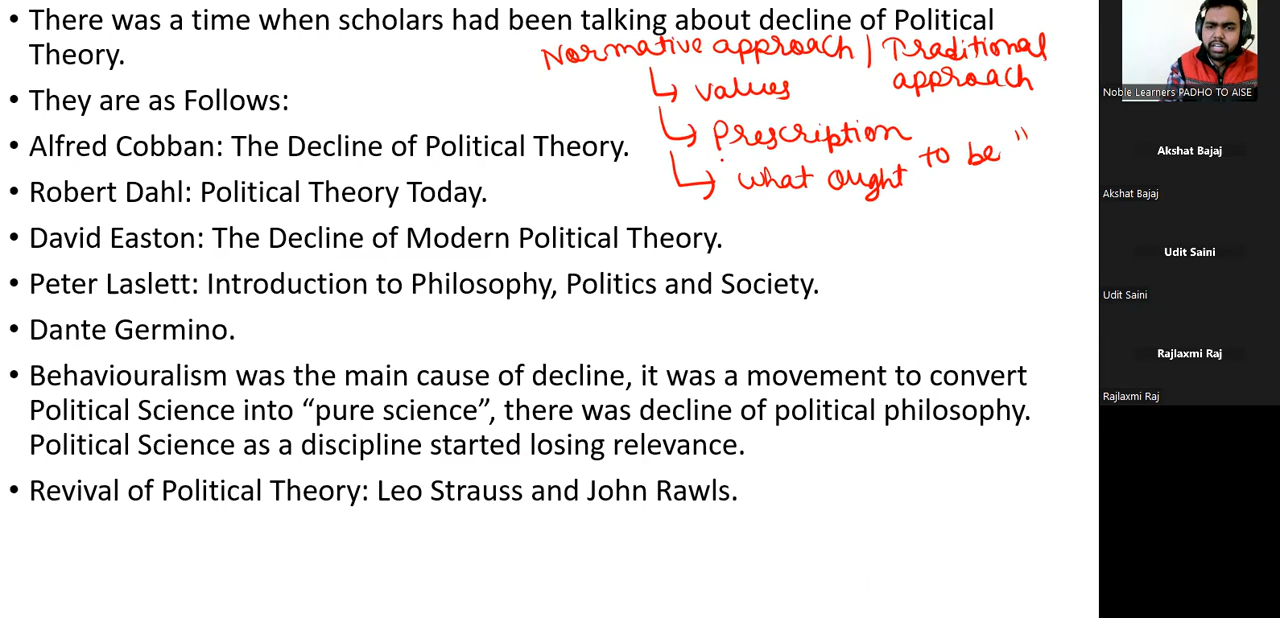 • There was a time when scholars had been talking about decline of Political
Theory.
Normative approach | Traditional
approach
↳ values
↳ Prescription
↳ what ought to be "
• They are as Follows:
• Alfred Cobban: The Decline of Political Theory.
• Robert Dahl: Political Theory Today.
• David Easton: The Decline of Modern Political Theory.
• Peter Laslett: Introduction to Philosophy, Politics and Society.
• Dante Germino.
• Behaviouralism was the main cause of decline, it was a movement to convert
Political Science into “pure science”, there was decline of political philosophy.
Political Science as a discipline started losing relevance.
• Revival of Political Theory: Leo Strauss and John Rawls.
Noble Learners PADHO TO AISE
Akshat Bajaj
Akshat Bajaj
Udit Saini
Udit Saini
Rajlaxmi Raj
Rajlaxmi Raj